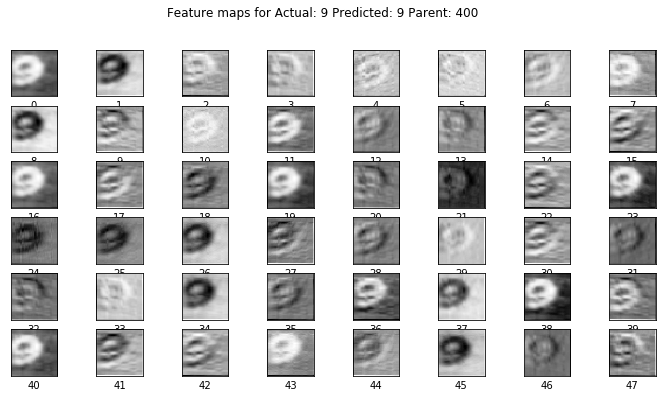 Feature maps for Actual: 9 Predicted: 9 Parent: 400
0 1 2 3 4 5 6 7
8 9 10 11 12 13 14 15
16 17 18 19 20 21 22 23
24 25 26 27 28 29 30 31
32 33 34 35 36 37 38 39
40 41 42 43 44 45 46 47